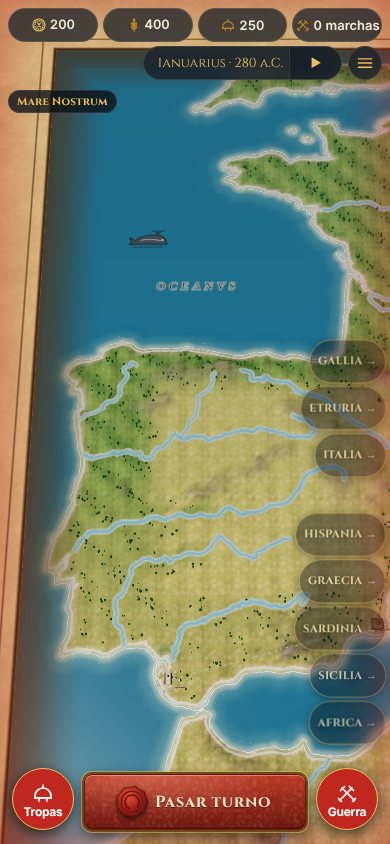 200
400
250
0 marchas
Ianuarius · 280 a.C.
Mare Nostrum
OCEANVS
GALLIA →
ETRURIA →
ITALIA →
HISPANIA →
GRAECIA →
SARDINIA →
SICILIA →
AFRICA →
Tropas
Pasar turno
Guerra